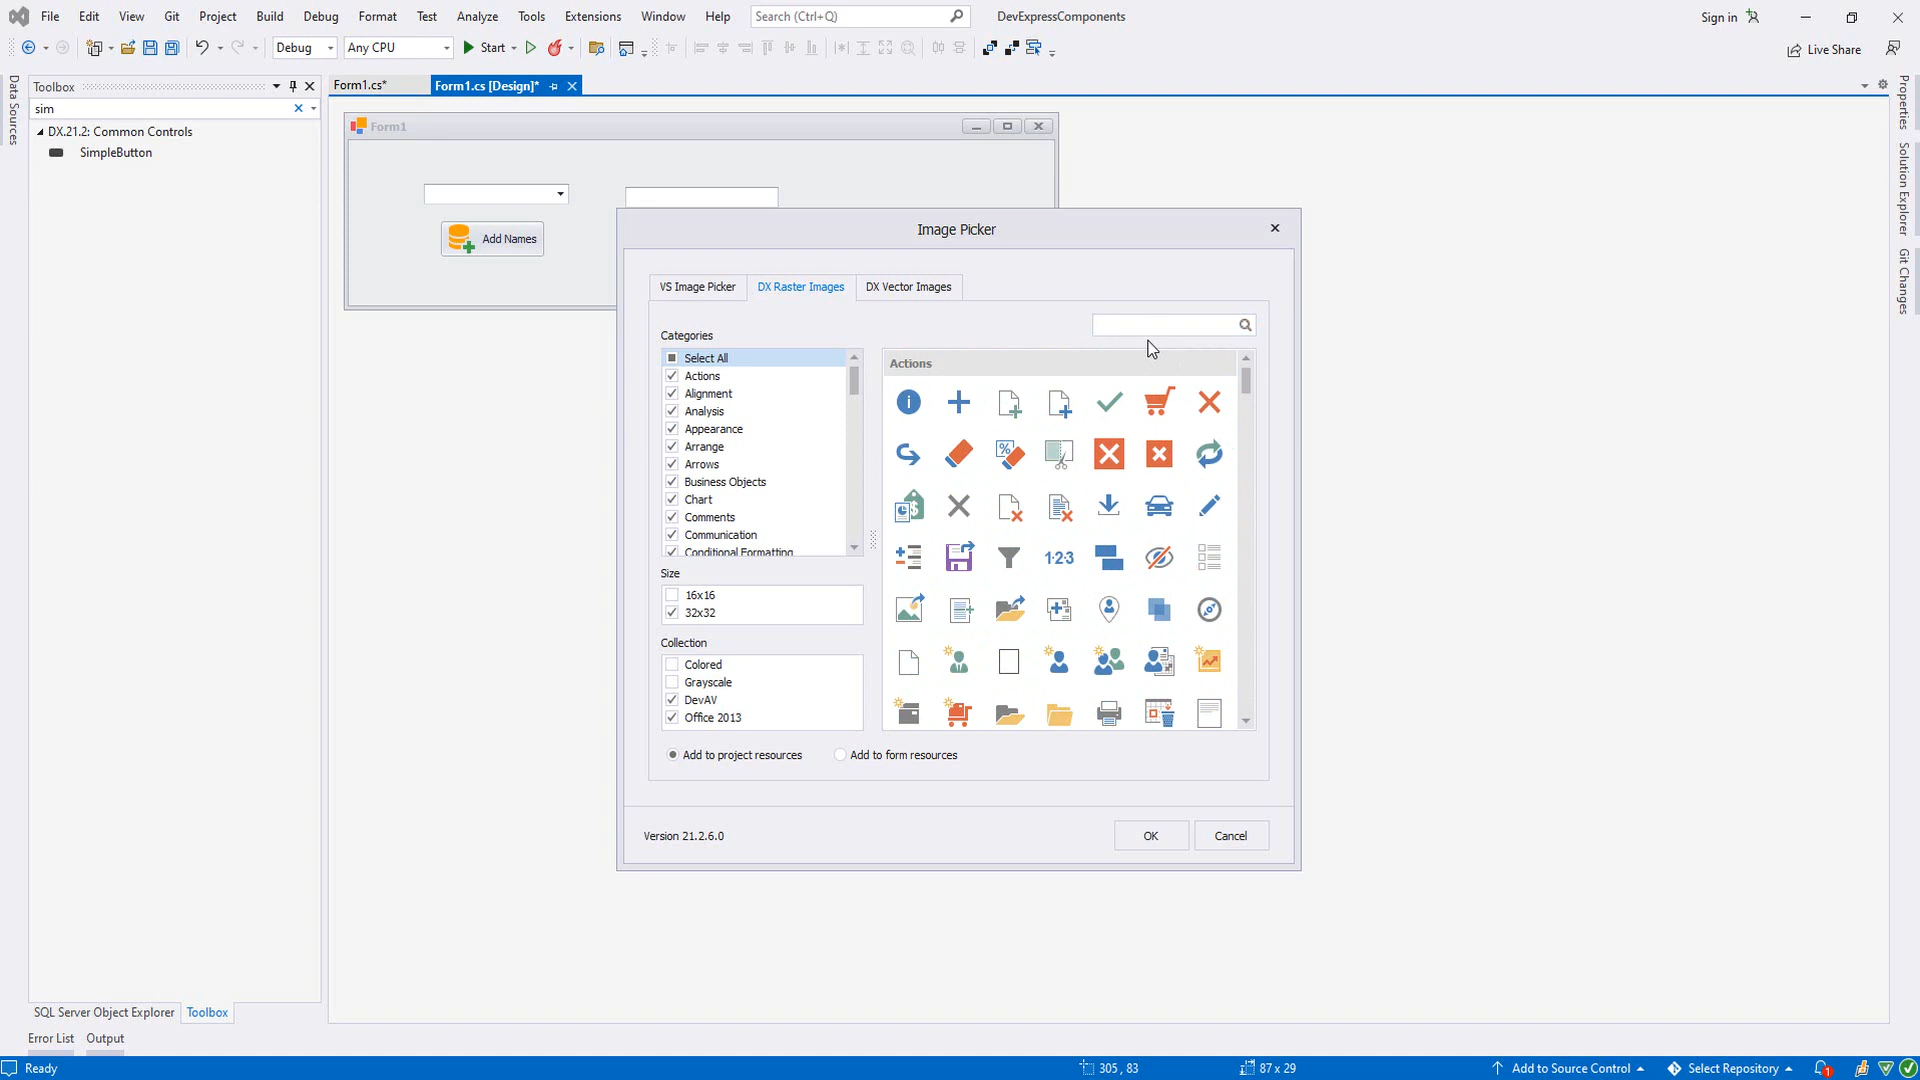 File Edit View Git Project Build Debug Format Test Analyze Tools Extensions Window Help Search (Ctrl+Q) DevExpressComponents Sign in
Debug Any CPU Start Live Share
Data Sources
Toolbox
sim
DX.21.2: Common Controls
SimpleButton
Form1.cs* Form1.cs [Design]*
Form1
Add Names
Image Picker
VS Image Picker DX Raster Images DX Vector Images
Categories
Select All
Actions
Alignment
Analysis
Appearance
Arrange
Arrows
Business Objects
Chart
Comments
Communication
Conditional Formatting
Size
16x16
32x32
Collection
Colored
Grayscale
DevAV
Office 2013
Actions
1·2·3
Add to project resources Add to form resources
Version 21.2.6.0 OK Cancel
Properties
Solution Explorer
Git Changes
SQL Server Object Explorer Toolbox
Error List Output
Ready 305 , 83 87 x 29 Add to Source Control Select Repository 1